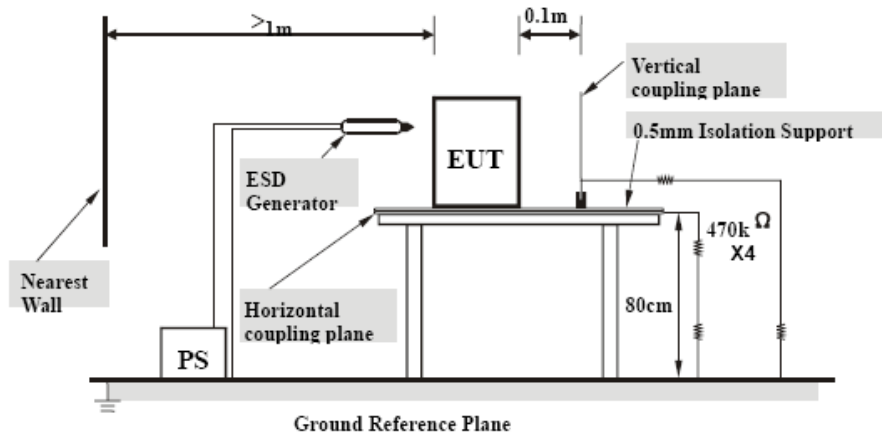 >1m
0.1m
Vertical
coupling plane
0.5mm Isolation Support
EUT
ESD
Generator
470k Ω
X4
Nearest
Wall
Horizontal
coupling plane
80cm
PS
Ground Reference Plane